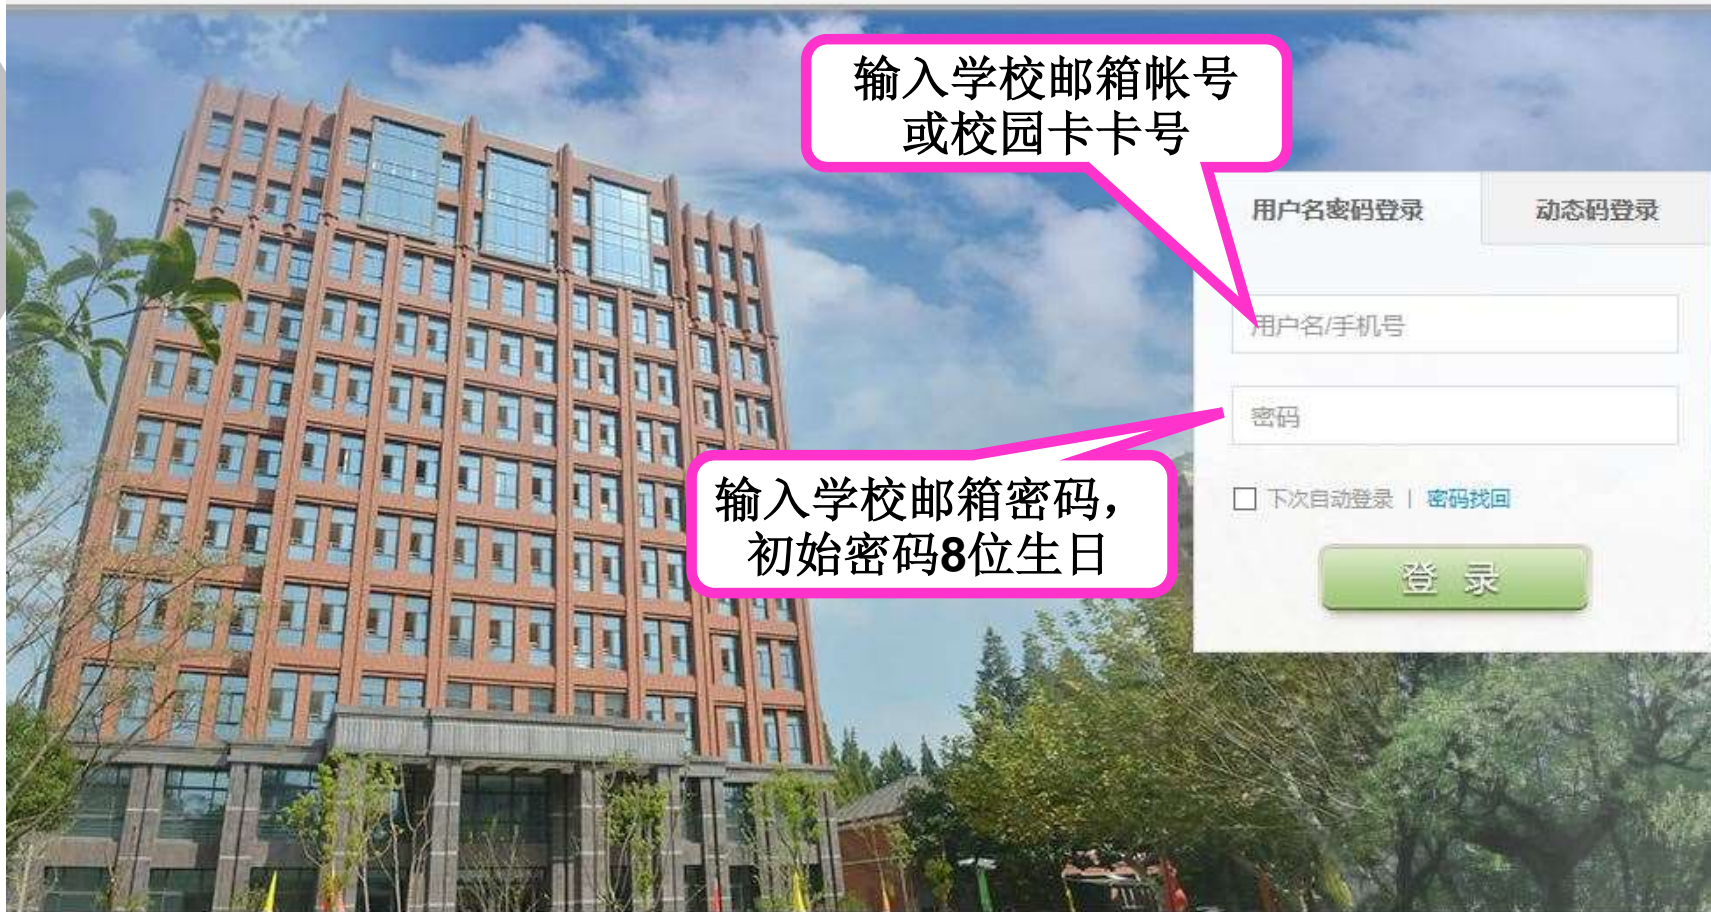 输入学校邮箱帐号
或校园卡卡号
用户名密码登录
动态码登录
用户名/手机号
密码
输入学校邮箱密码，
初始密码8位生日
下次自动登录 | 密码找回
登 录